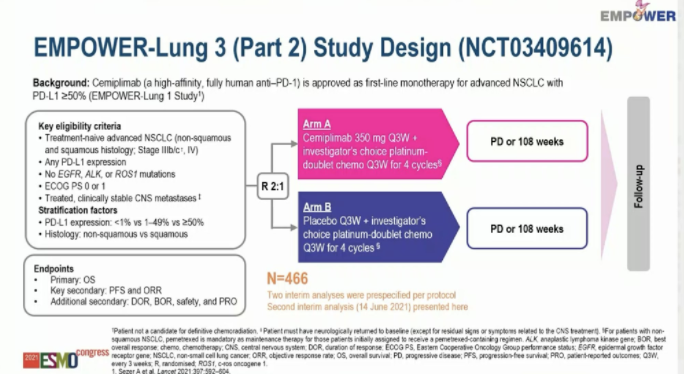 EMPOWER
EMPOWER-Lung 3 (Part 2) Study Design (NCT03409614)
Background: Cemiplimab (a high-affinity, fully human anti–PD-1) is approved as first-line monotherapy for advanced NSCLC with
PD-L1 ≥50% (EMPOWER-Lung 1 Study¹)
Key eligibility criteria
• Treatment-naive advanced NSCLC (non-squamous
and squamous histology; Stage IIIb/c†, IV)
• Any PD-L1 expression
• No EGFR, ALK, or ROS1 mutations
• ECOG PS 0 or 1
• Treated, clinically stable CNS metastases‡
Stratification factors
• PD-L1 expression: <1% vs 1–49% vs ≥50%
• Histology: non-squamous vs squamous
Endpoints
• Primary: OS
• Key secondary: PFS and ORR
• Additional secondary: DOR, BOR, safety, and PRO
R 2:1
Arm A
Cemiplimab 350 mg Q3W +
investigator's choice platinum-
doublet chemo Q3W for 4 cycles§
PD or 108 weeks
Arm B
Placebo Q3W + investigator's
choice platinum-doublet chemo
Q3W for 4 cycles §
PD or 108 weeks
Follow-up
N=466
Two interim analyses were prespecified per protocol
Second interim analysis (14 June 2021) presented here
†Patient not a candidate for definitive chemoradiation. ‡Patient must have neurologically returned to baseline (except for residual signs or symptoms related to the CNS treatment). §For patients with non-
squamous NSCLC, pemetrexed is mandatory as maintenance therapy for those patients initially assigned to receive a pemetrexed-containing regimen. ALK, anaplastic lymphoma kinase gene; BOR, best
overall response; chemo, chemotherapy; CNS, central nervous system; DOR, duration of response; ECOG PS, Eastern Cooperative Oncology Group performance status; EGFR, epidermal growth factor
receptor gene; NSCLC, non-small cell lung cancer; ORR, objective response rate; OS, overall survival; PD, progressive disease; PFS, progression-free survival; PRO, patient-reported outcomes; Q3W,
every 3 weeks; R, randomised; ROS1, c-ros oncogene 1.
1. Sezer A et al. Lancet 2021;397:592–604.
2021 ESMO congress